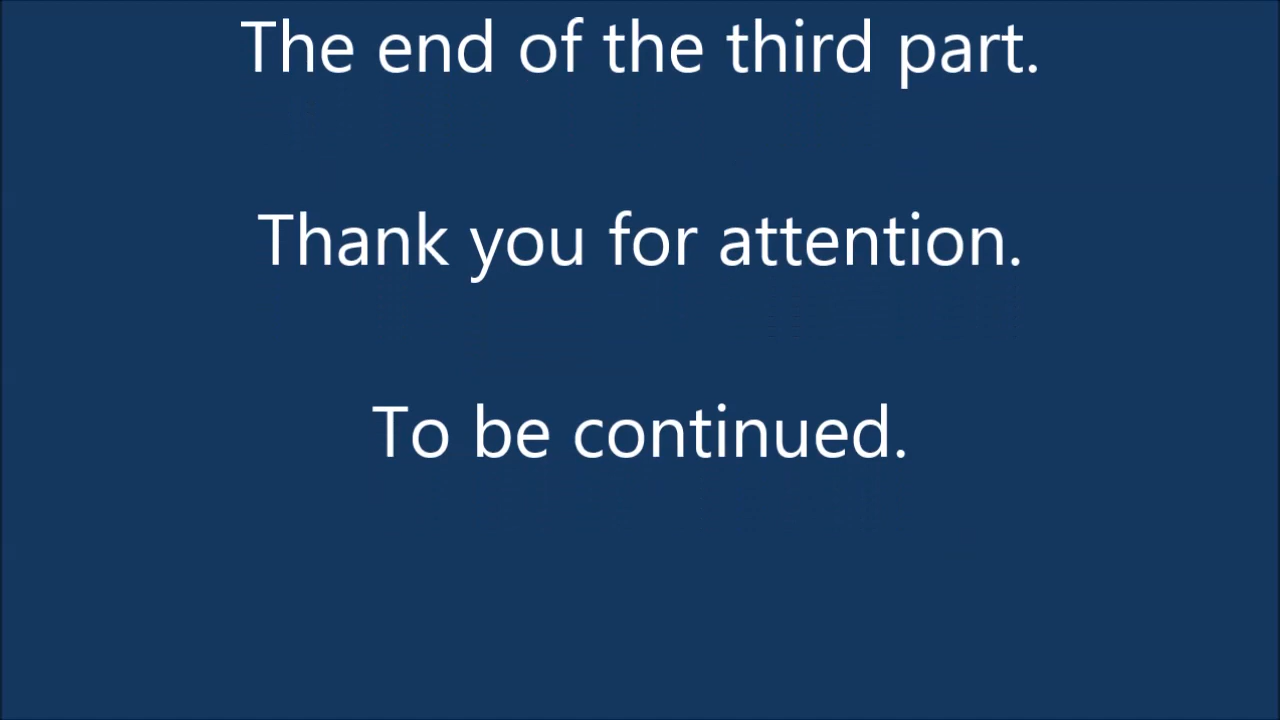 The end of the third part.
Thank you for attention.
To be continued.